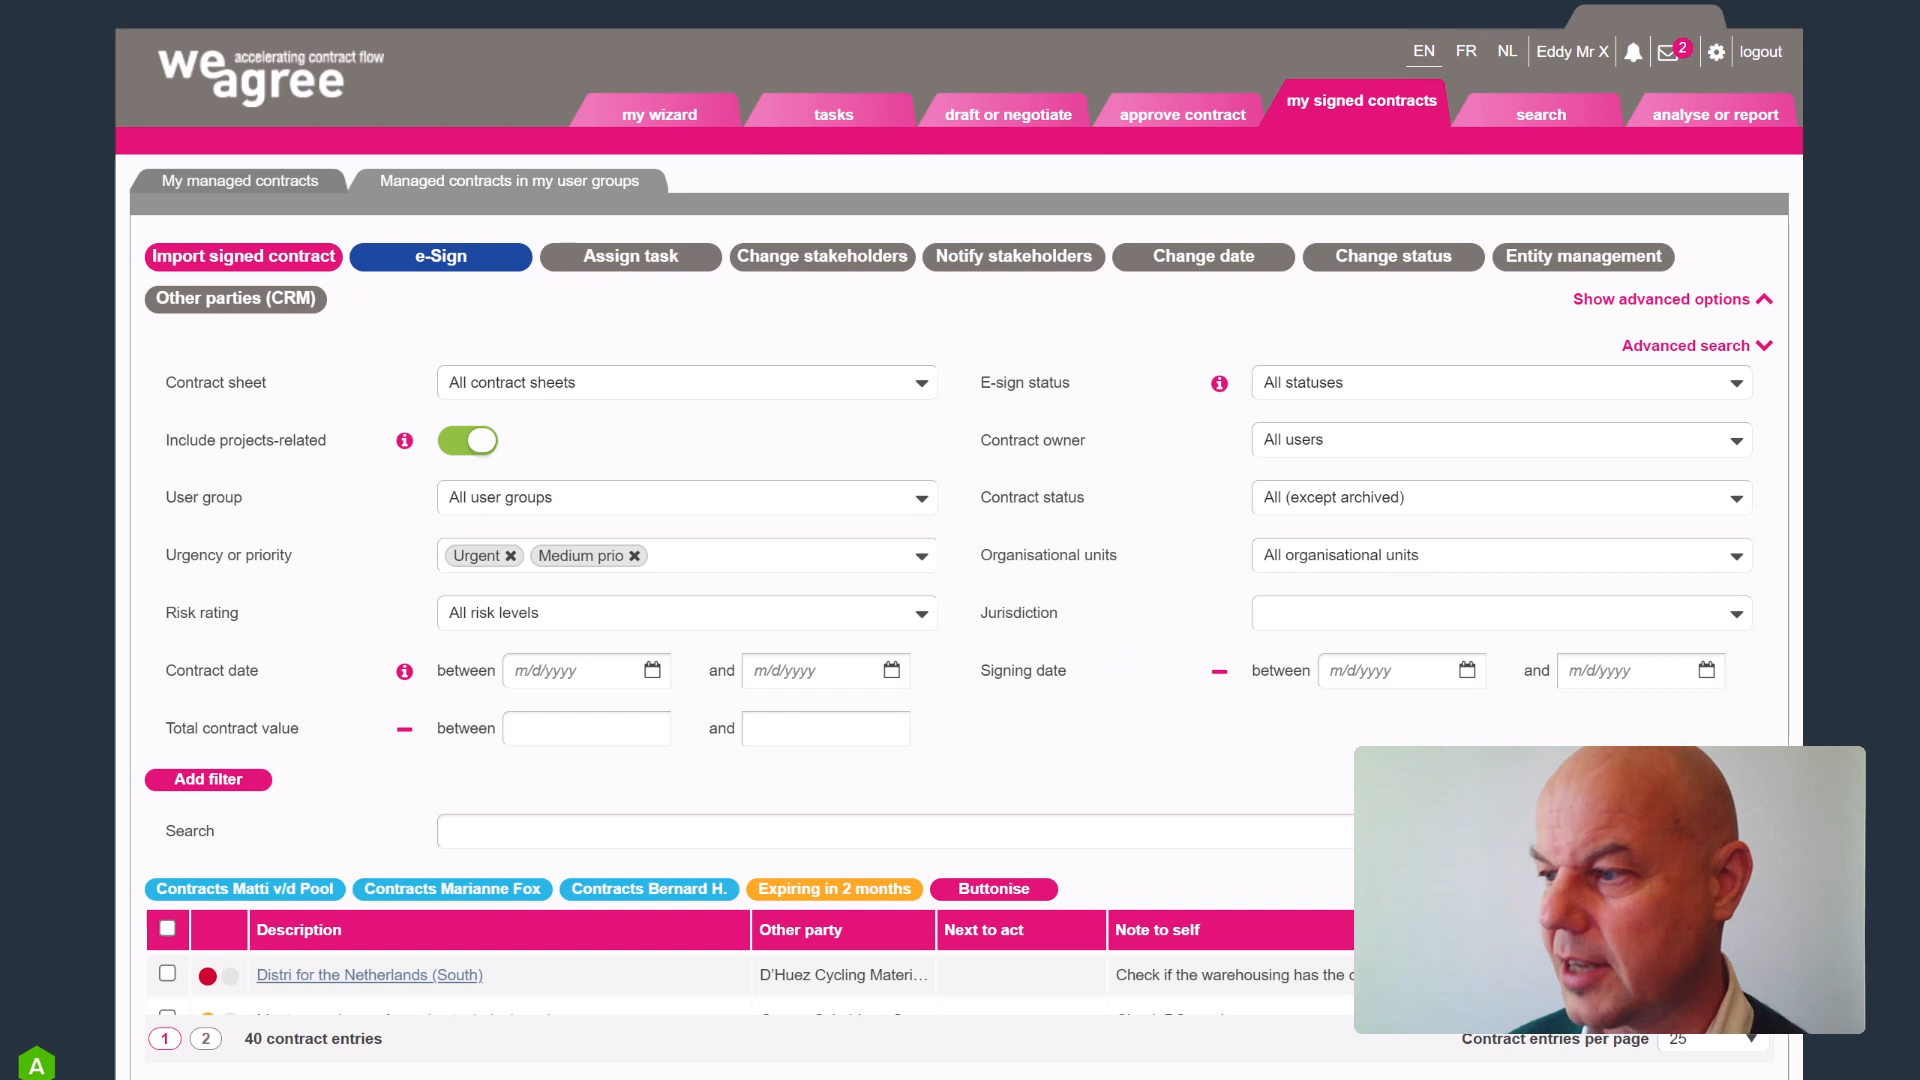 we agree accelerating contract flow
EN FR NL Eddy Mr X 2 logout
my wizard tasks draft or negotiate approve contract my signed contracts search analyse or report
My managed contracts Managed contracts in my user groups
Import signed contract e-Sign Assign task Change stakeholders Notify stakeholders Change date Change status Entity management
Other parties (CRM) Show advanced options
Advanced search
Contract sheet All contract sheets E-sign status All statuses
Include projects-related Contract owner All users
User group All user groups Contract status All (except archived)
Urgency or priority Urgent Medium prio Organisational units All organisational units
Risk rating All risk levels Jurisdiction
Contract date between m/d/yyyy and m/d/yyyy Signing date between m/d/yyyy and m/d/yyyy
Total contract value between and
Add filter
Search
Contracts Matti v/d Pool Contracts Marianne Fox Contracts Bernard H. Expiring in 2 months Buttonise
Description Other party Next to act Note to self
Distri for the Netherlands (South) D'Huez Cycling Materi... Check if the warehousing has the
1 2 40 contract entries Contract entries per page 25
A